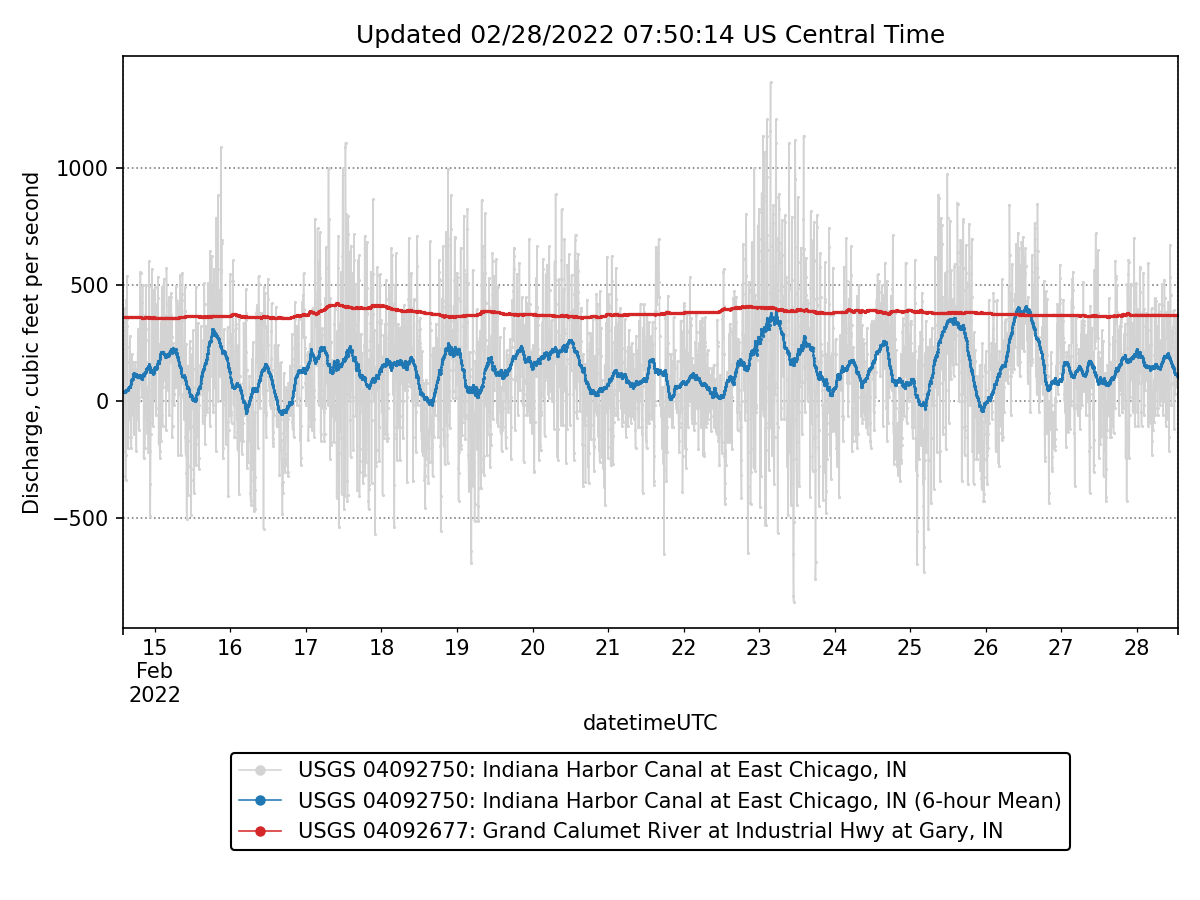 Updated 02/28/2022 07:50:14 US Central Time
Discharge, cubic feet per second
1000
500
0
−500
15 16 17 18 19 20 21 22 23 24 25 26 27 28
Feb
2022
datetimeUTC
USGS 04092750: Indiana Harbor Canal at East Chicago, IN
USGS 04092750: Indiana Harbor Canal at East Chicago, IN (6-hour Mean)
USGS 04092677: Grand Calumet River at Industrial Hwy at Gary, IN